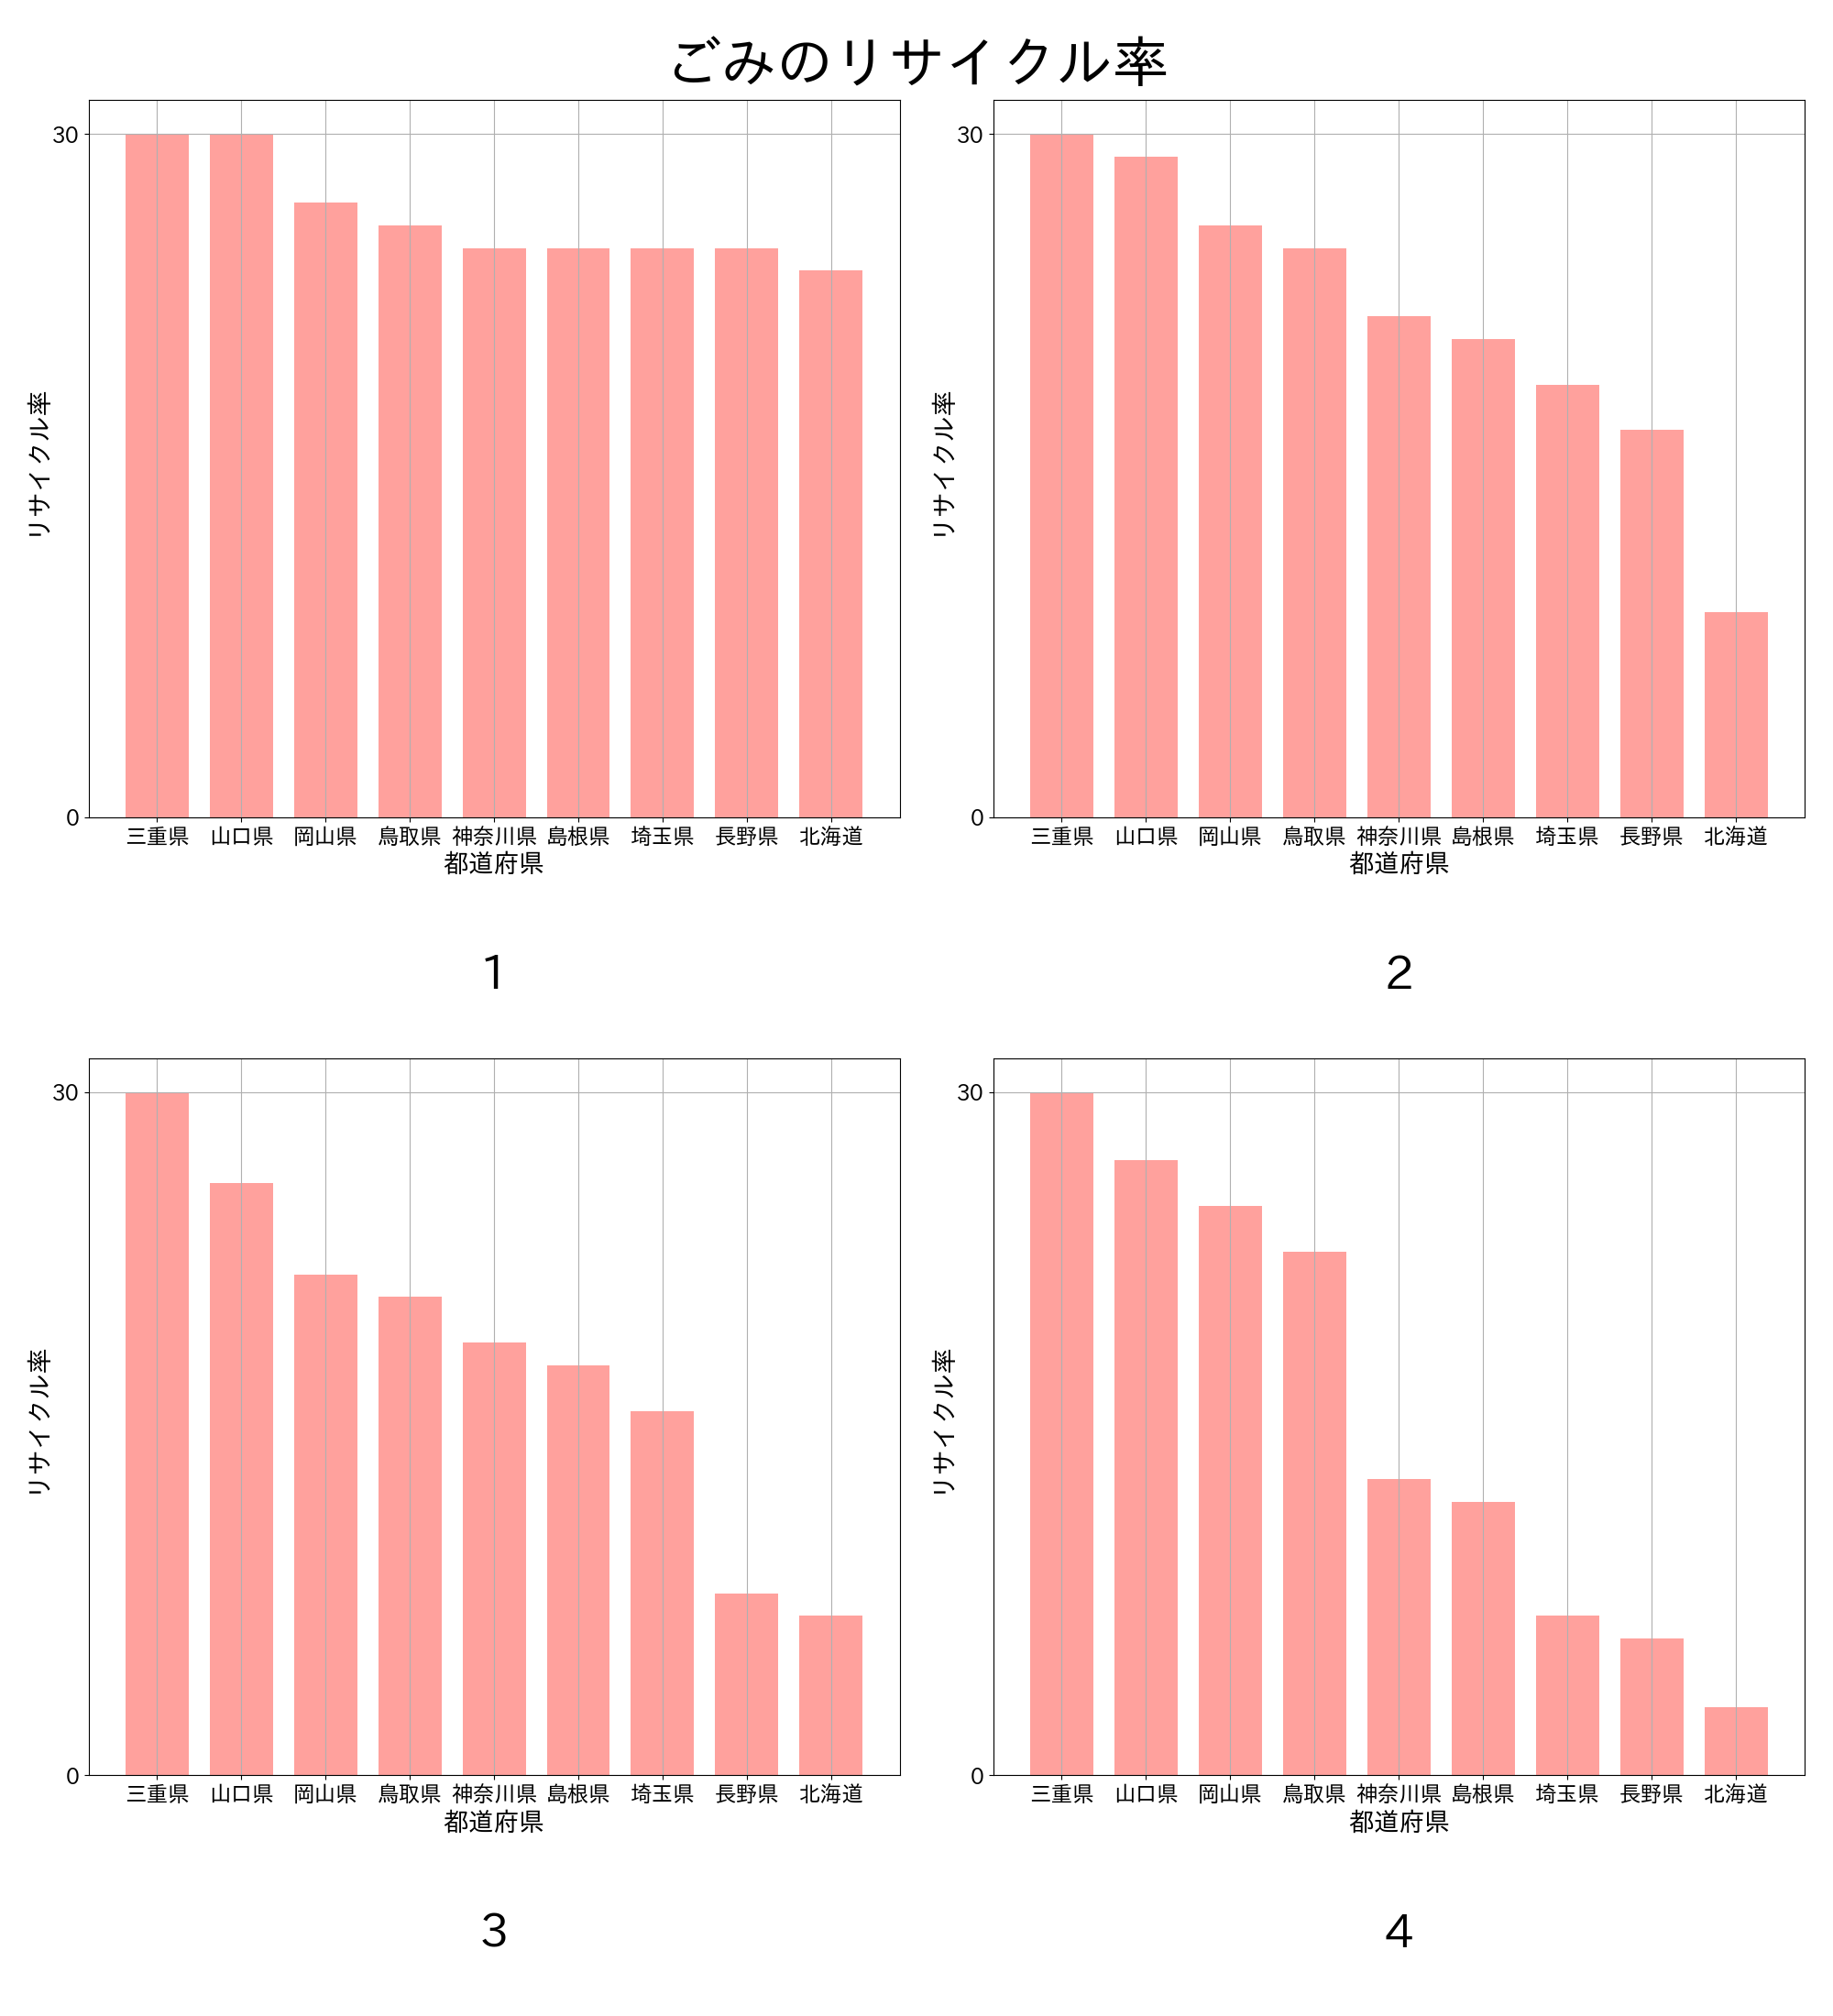 ごみのリサイクル率
30
0
リサイクル率
三重県 山口県 岡山県 鳥取県 神奈川県 島根県 埼玉県 長野県 北海道
都道府県
1
30
0
リサイクル率
三重県 山口県 岡山県 鳥取県 神奈川県 島根県 埼玉県 長野県 北海道
都道府県
2
30
0
リサイクル率
三重県 山口県 岡山県 鳥取県 神奈川県 島根県 埼玉県 長野県 北海道
都道府県
3
30
0
リサイクル率
三重県 山口県 岡山県 鳥取県 神奈川県 島根県 埼玉県 長野県 北海道
都道府県
4